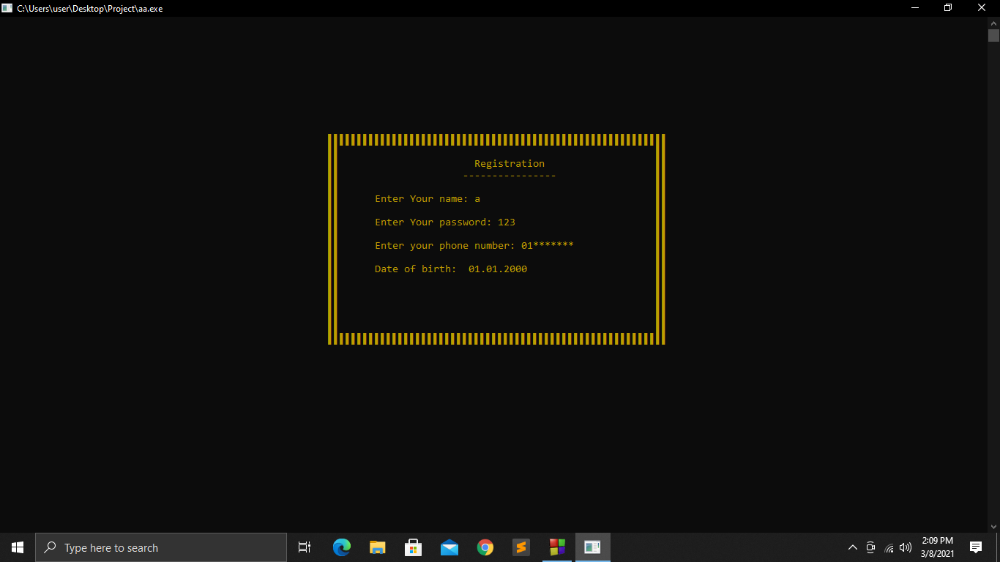 C:\Users\user\Desktop\Project\aa.exe
Registration
----------------
Enter Your name: a
Enter Your password: 123
Enter your phone number: 01*******
Date of birth:  01.01.2000
Type here to search
2:09 PM
3/8/2021